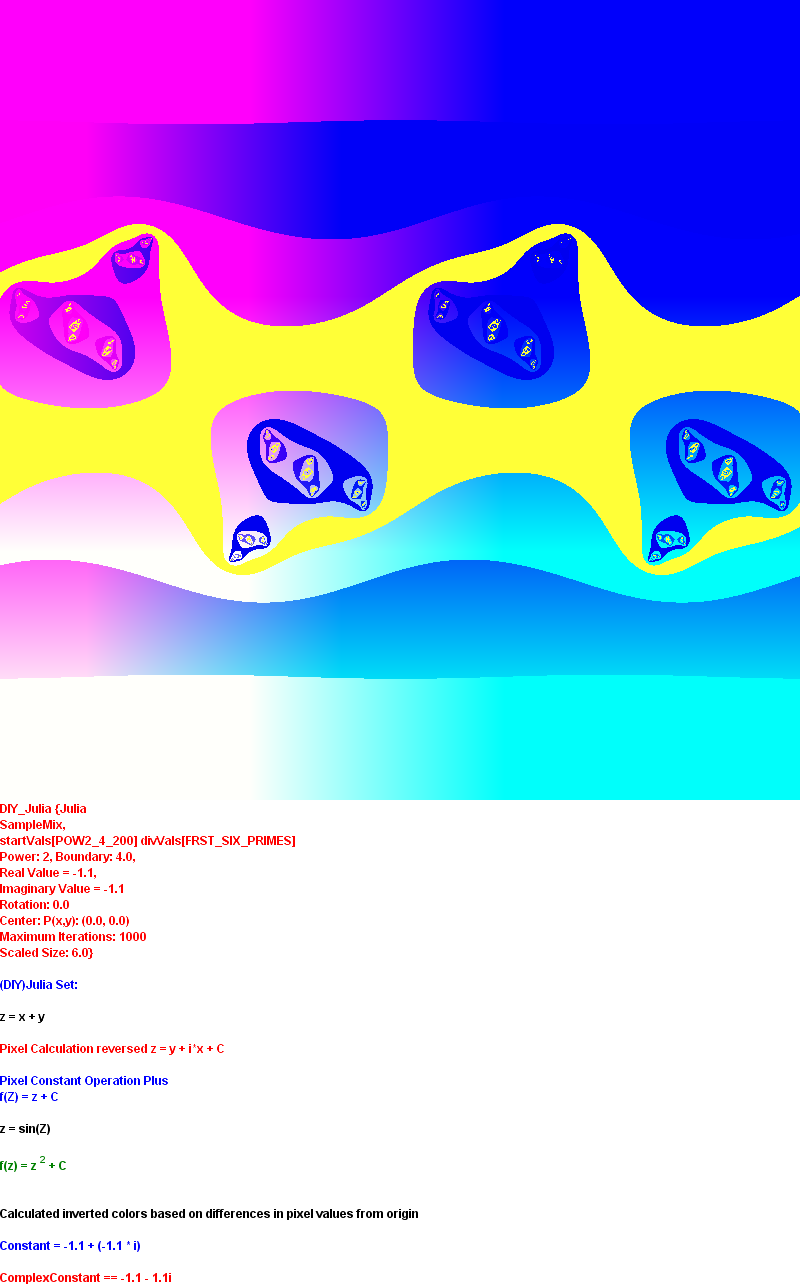 DIY_Julia {Julia
SampleMix,
startVals[POW2_4_200] divVals[FRST_SIX_PRIMES]
Power: 2, Boundary: 4.0,
Real Value = -1.1,
Imaginary Value = -1.1
Rotation: 0.0
Center: P(x,y): (0.0, 0.0)
Maximum Iterations: 1000
Scaled Size: 6.0}
(DIY)Julia Set:
z = x + y
Pixel Calculation reversed z = y + i*x + C
Pixel Constant Operation Plus
f(Z) = z + C
z = sin(Z)
f(z) = z 2 + C
Calculated inverted colors based on differences in pixel values from origin
Constant = -1.1 + (-1.1 * i)
ComplexConstant == -1.1 - 1.1i